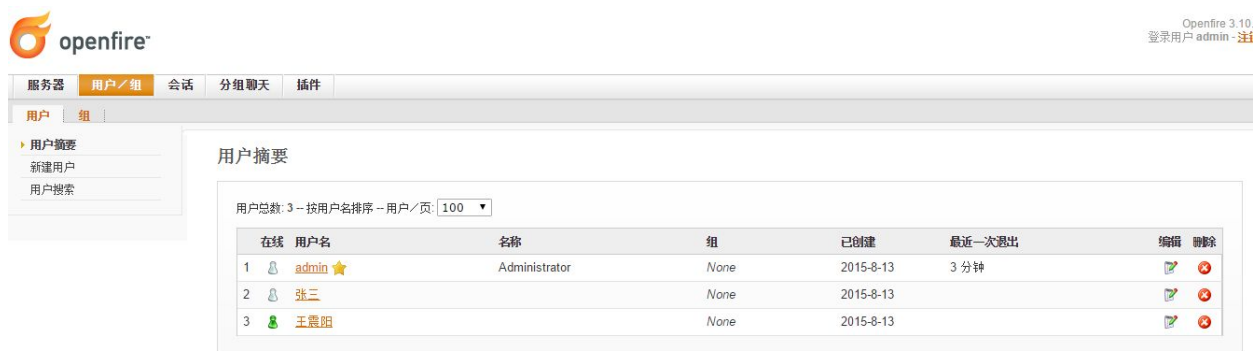 openfire
Openfire 3.10.
登录用户 admin - 注
服务器 用户／组 会话 分组聊天 插件
用户 组
用户摘要
新建用户
用户搜索
用户摘要
用户总数: 3 -- 按用户名排序 -- 用户／页: 100
在线 用户名 名称 组 已创建 最近一次退出 编辑 删除
1 admin Administrator None 2015-8-13 3 分钟
2 张三 None 2015-8-13
3 王震阳 None 2015-8-13